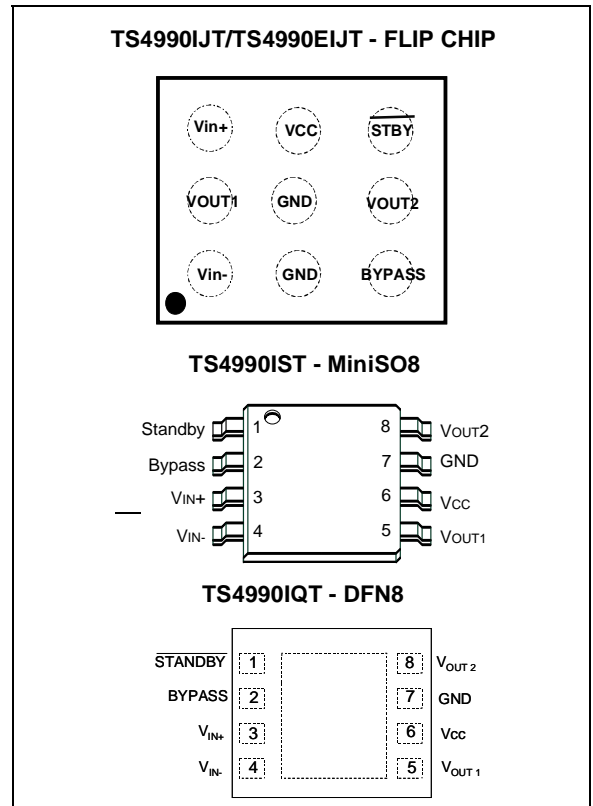 TS4990IJT/TS4990EIJT - FLIP CHIP
Vin+ VCC STBY
VOUT1 GND VOUT2
Vin- GND BYPASS
TS4990IST - MiniSO8
Standby 1 8 VOUT2
Bypass 2 7 GND
VIN+ 3 6 VCC
VIN- 4 5 VOUT1
TS4990IQT - DFN8
STANDBY 1 8 VOUT 2
BYPASS 2 7 GND
VIN+ 3 6 Vcc
VIN- 4 5 VOUT 1